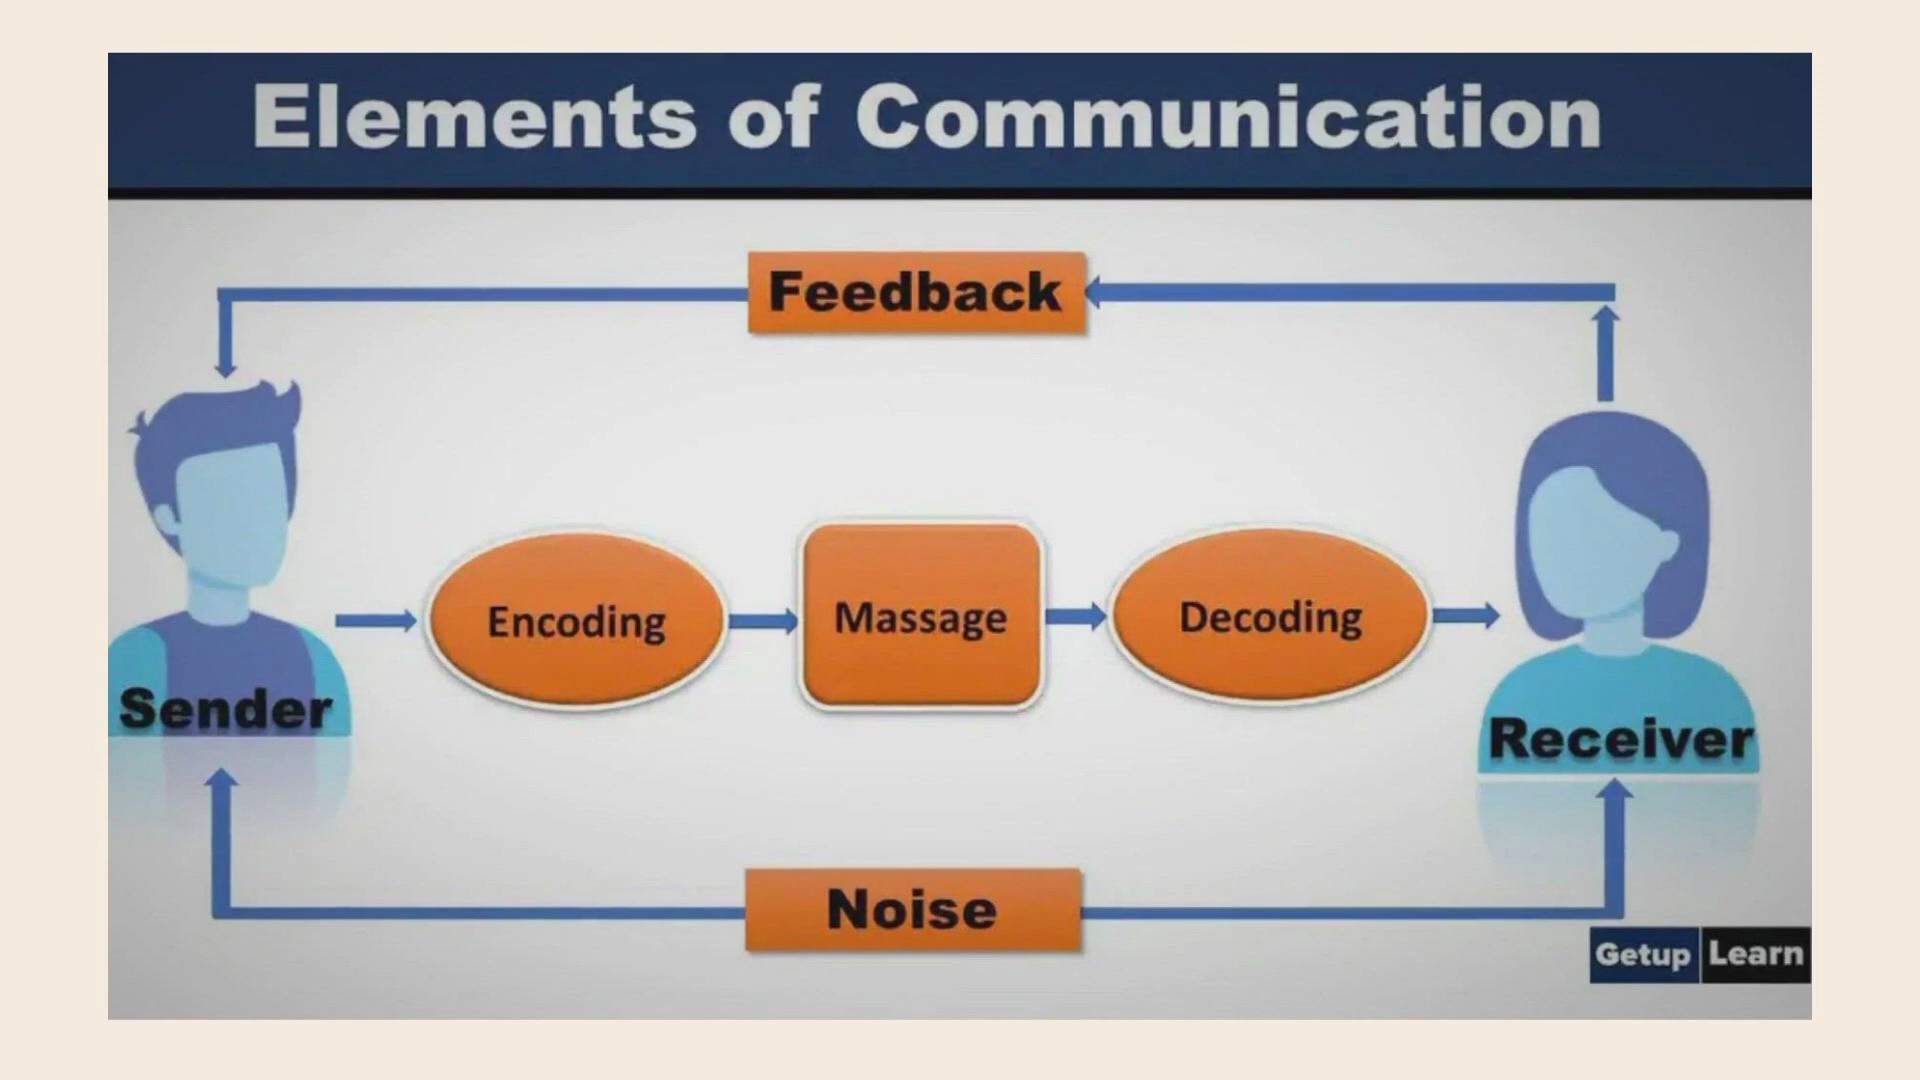 Elements of Communication
Feedback
Encoding
Massage
Decoding
Sender
Receiver
Noise
Getup Learn